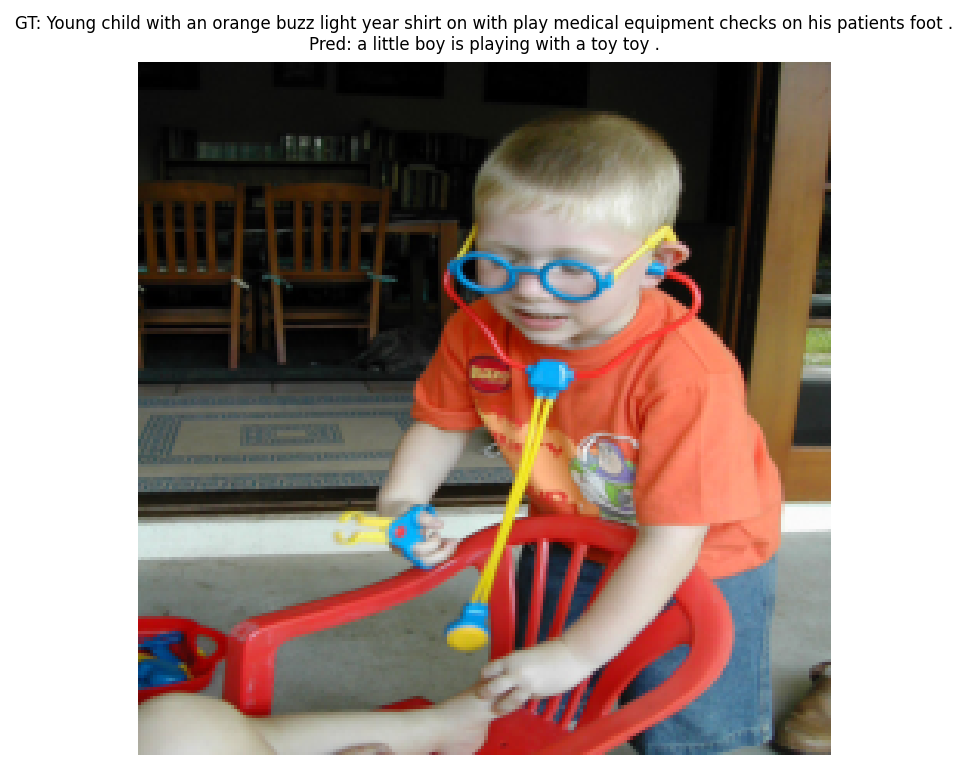 GT: Young child with an orange buzz light year shirt on with play medical equipment checks on his patients foot .
Pred: a little boy is playing with a toy toy .